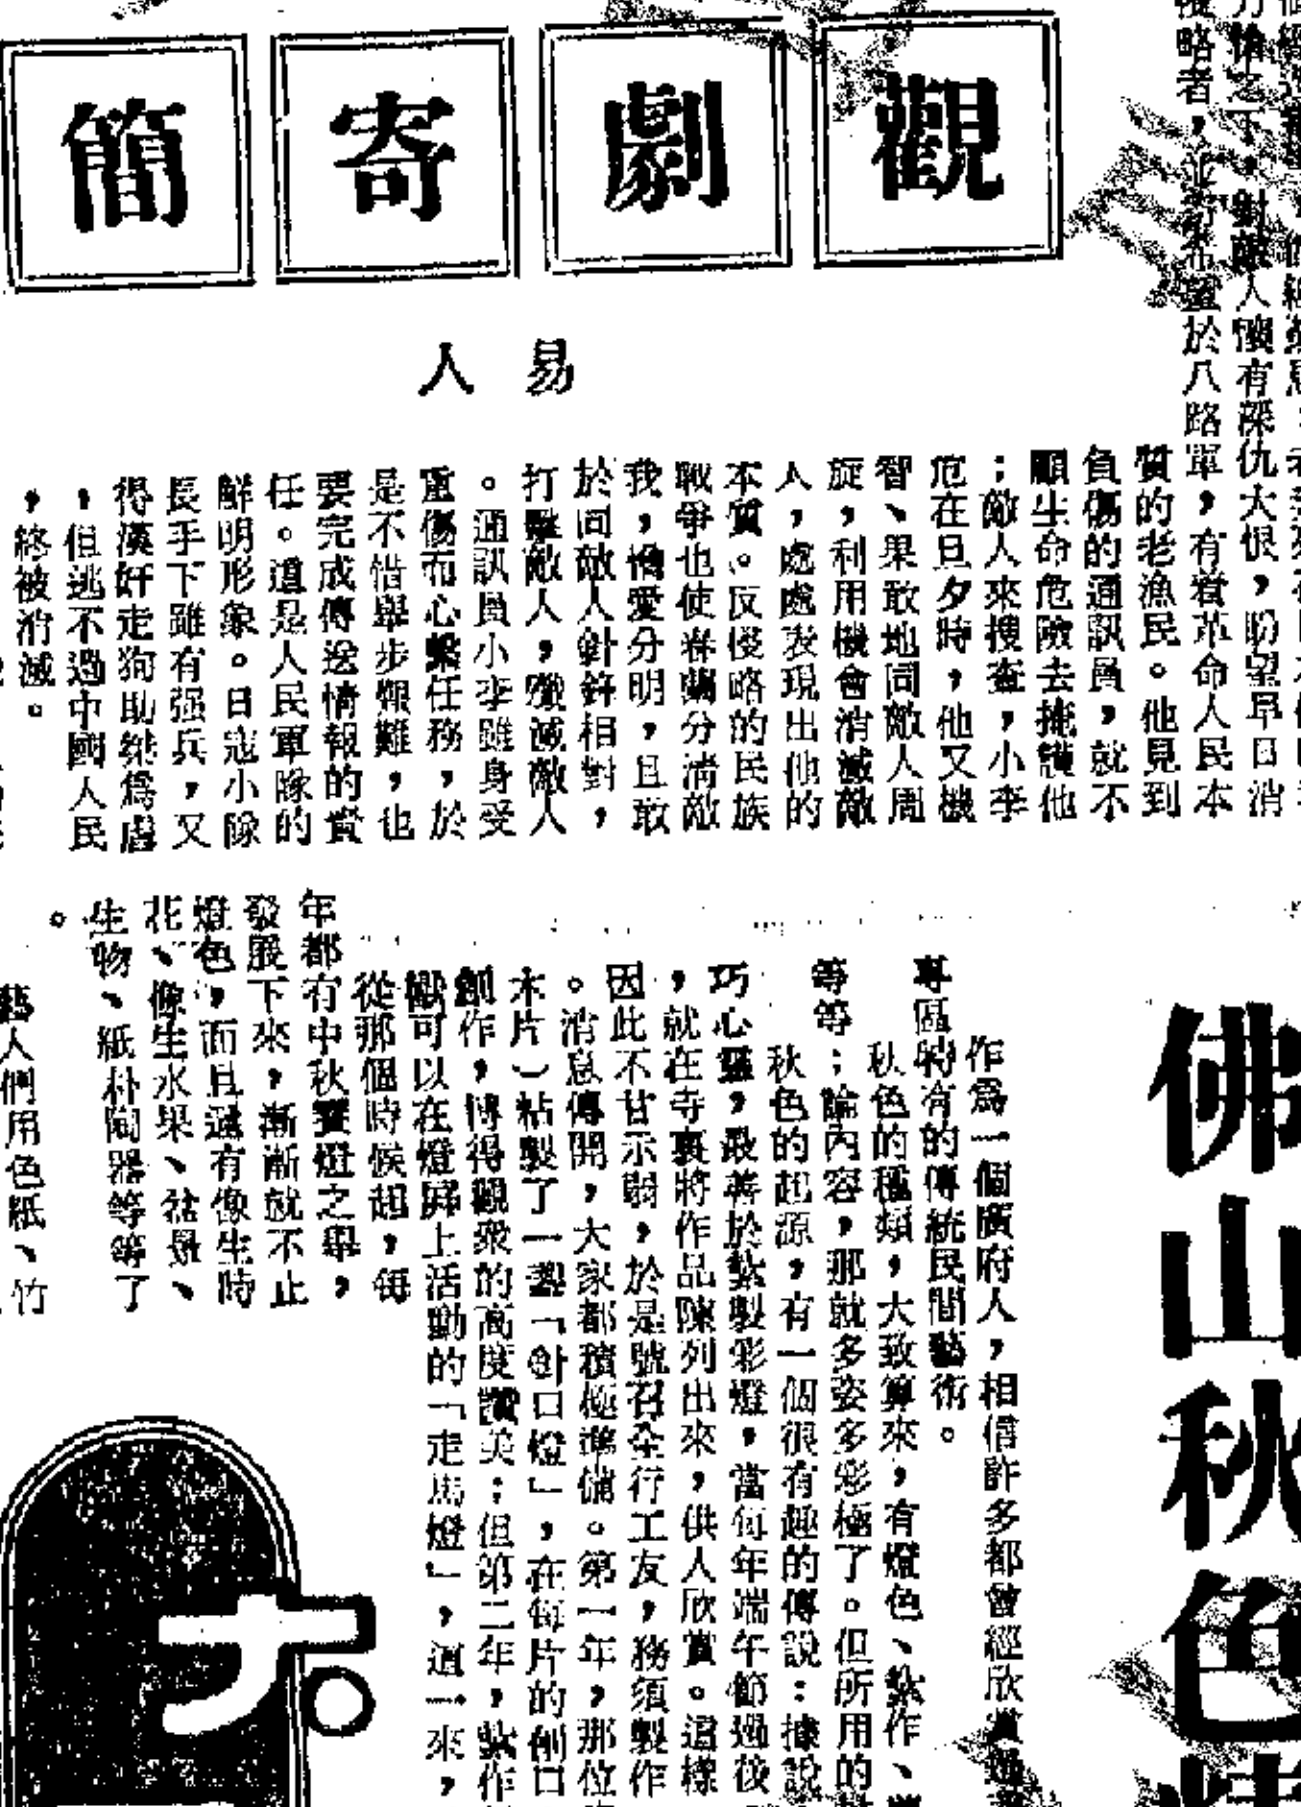 觀劇寄簡
易人
人懷有深仇大恨，盼望早日消
於八路軍，有着革命人民本
質的老漁民。他見到
負傷的通訊員，就不
顧生命危險去掩護他
；敵人來搜查，小李
危在旦夕時，他又機
智、果敢地同敵人周
旋，利用機會消滅敵
人，處處表現出他的
本質。反侵略的民族
戰爭也使春蘭分清敵
我，憎愛分明，且敢
於同敵人針鋒相對，
打擊敵人，殲滅敵人
。通訊員小李雖身受
重傷而心繫任務，於
是不惜舉步艱難，也
要完成傳送情報的責
任。這是人民軍隊的
鮮明形象。日寇小隊
長手下雖有强兵，又
得漢奸走狗助桀爲虐
，但逃不過中國人民
，終被消滅。
佛山秋色
作爲一個廣府人，相信許多都曾經欣賞過
專區特有的傳統民間藝術。
秋色的種類，大致算來，有燈色、紮作、
等等；論內容，那就多姿多彩極了。但所用的
秋色的起源，有一個很有趣的傳說：據說
巧心靈，最善於紮製彩燈，當每年端午節過後
，就在寺裏將作品陳列出來，供人欣賞。這樣
因此不甘示弱，於是號召全行工友，務須製作
。消息傳開，大家都積極準備。第一年，那位
木片）粘製了一盞「刨口燈」，在每片的刨口
創作，博得觀衆的高度讚美；但第二年，紮作
可以在燈屏上活動的「走馬燈」，這一來，
從那個時候起，每
年都有中秋賽燈之舉，
發展下來，漸漸就不止
燈色，而且還有像生時
花、像生水果、盆景、
生物、紙朴陶器等等了
。
藝人們用色紙、竹